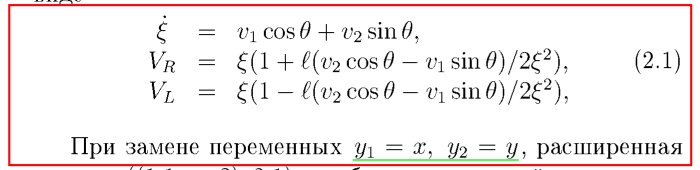 виде
ξ̇ = v₁ cos θ + v₂ sin θ,
V_R = ξ(1 + ℓ(v₂ cos θ − v₁ sin θ)/2ξ²), (2.1)
V_L = ξ(1 − ℓ(v₂ cos θ − v₁ sin θ)/2ξ²),
При замене переменных y₁ = x, y₂ = y, расширенная